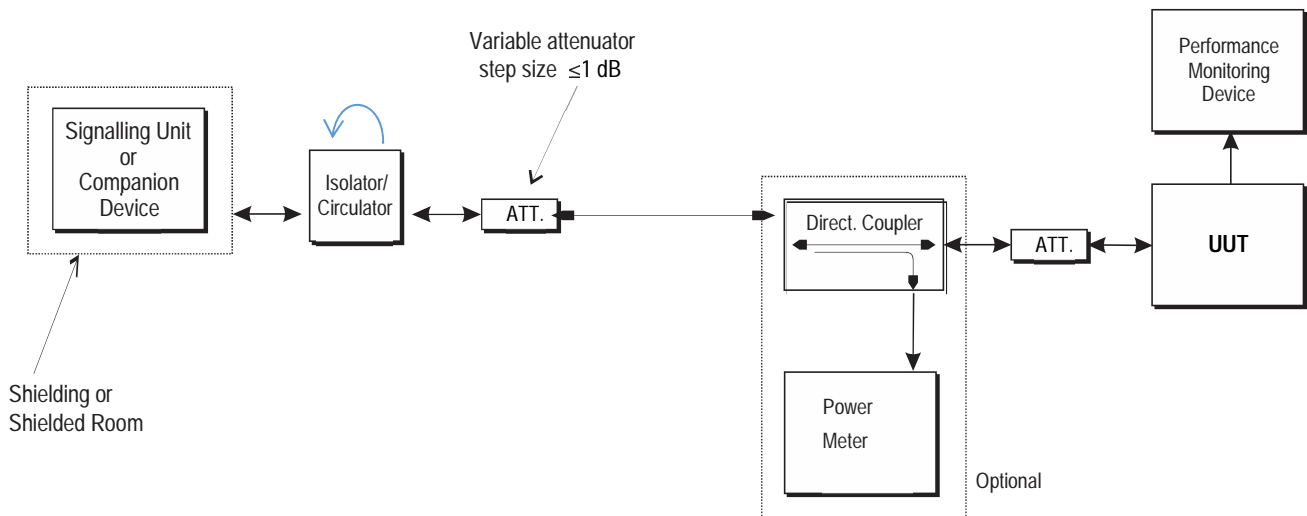 Variable attenuator
step size ≤1 dB
Performance
Monitoring
Device
Signalling Unit
or
Companion
Device
Isolator/
Circulator
ATT.
Direct. Coupler
ATT.
UUT
Shielding or
Shielded Room
Power
Meter
Optional